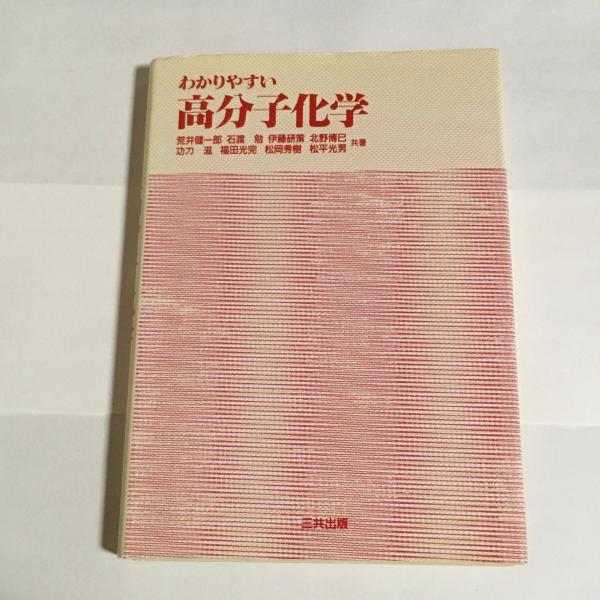 わかりやすい
高分子化学
荒井健一郎 石渡 勉 伊藤研策 北野博巳
功刀 滋 福田光完 松岡秀樹 松平光男 共著
三共出版